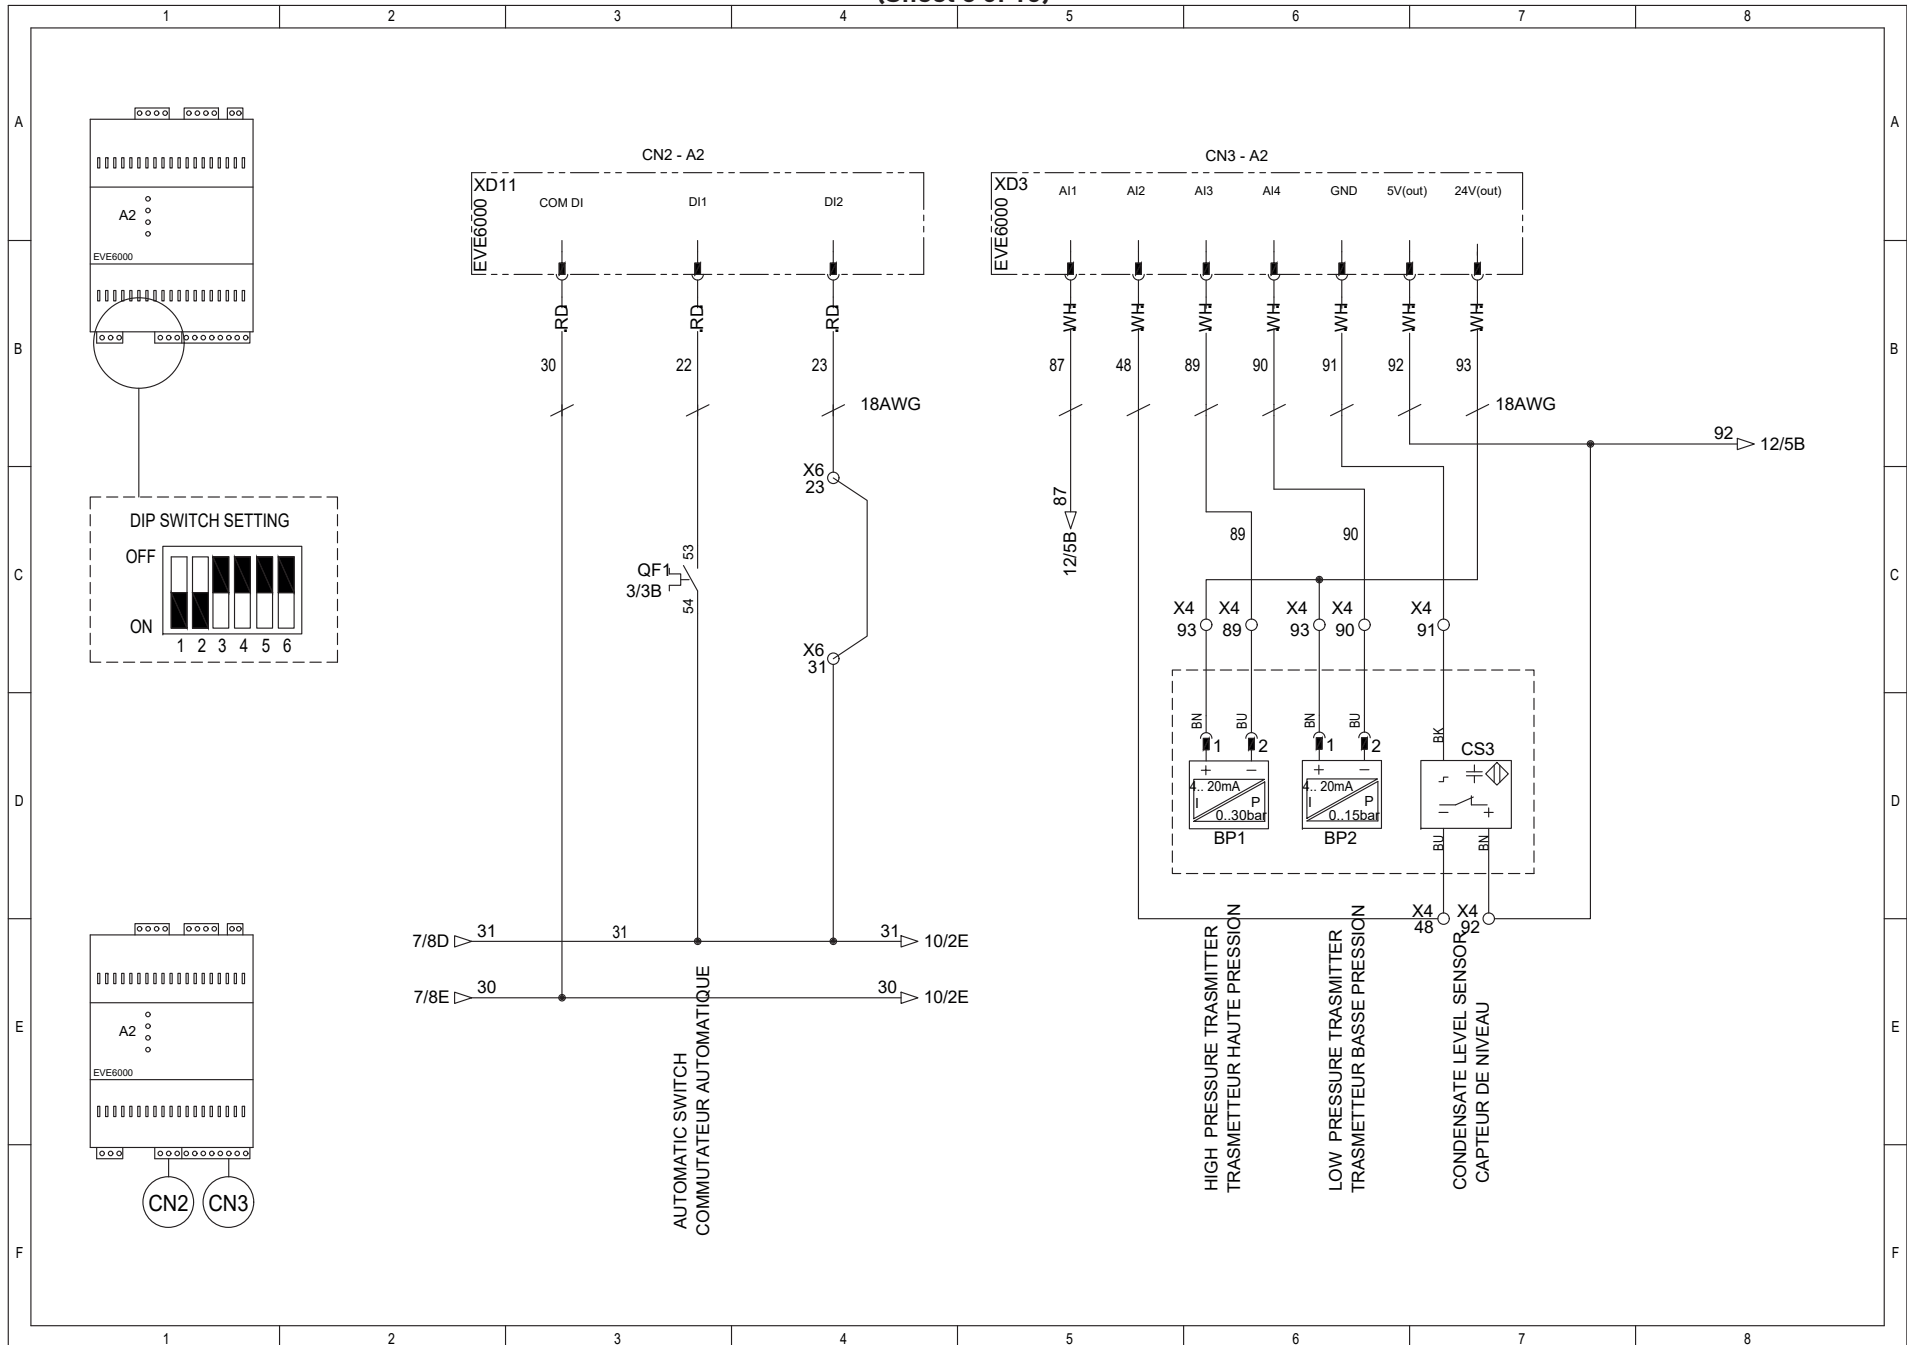 1 2 3 4 5 6 7 8
A A
B B
C C
D D
E E
F F
A2
EVE6000
DIP SWITCH SETTING
OFF
ON
1 2 3 4 5 6
A2
EVE6000
CN2 CN3
CN2 - A2
XD11
EVE6000
COM DI DI1 DI2
RD RD RD
30 22 23
18AWG
X6
23
QF1
3/3B
53
54
X6
31
7/8D 31 31 31 10/2E
7/8E 30 30 10/2E
AUTOMATIC SWITCH
COMMUTATEUR AUTOMATIQUE
CN3 - A2
XD3
EVE6000
AI1 AI2 AI3 AI4 GND 5V(out) 24V(out)
WH WH WH WH WH WH WH
87 48 89 90 91 92 93
18AWG
92 12/5B
87
12/5B
89 90
X4 X4 X4 X4 X4
93 89 93 90 91
BN BU BN BU BK
1 2 1 2 CS3
+ − + −
4.. 20mA 4.. 20mA
I P I P
0..30bar 0..15bar
− +
BP1 BP2
BU BN
X4 X4
48 92
HIGH PRESSURE TRASMITTER
TRASMETTEUR HAUTE PRESSION
LOW PRESSURE TRASMITTER
TRASMETTEUR BASSE PRESSION
CONDENSATE LEVEL SENSOR
CAPTEUR DE NIVEAU
1 2 3 4 5 6 7 8